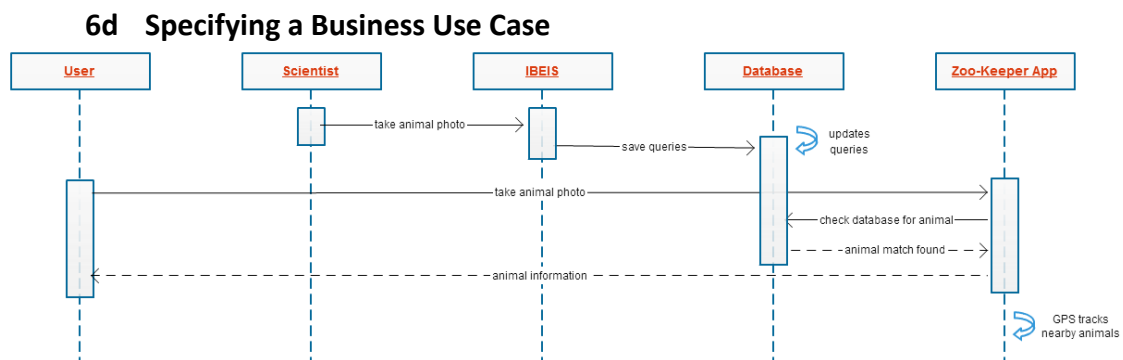 6d Specifying a Business Use Case
User
Scientist
IBEIS
Database
Zoo-Keeper App
take animal photo
save queries
updates
queries
take animal photo
check database for animal
animal match found
animal information
GPS tracks
nearby animals